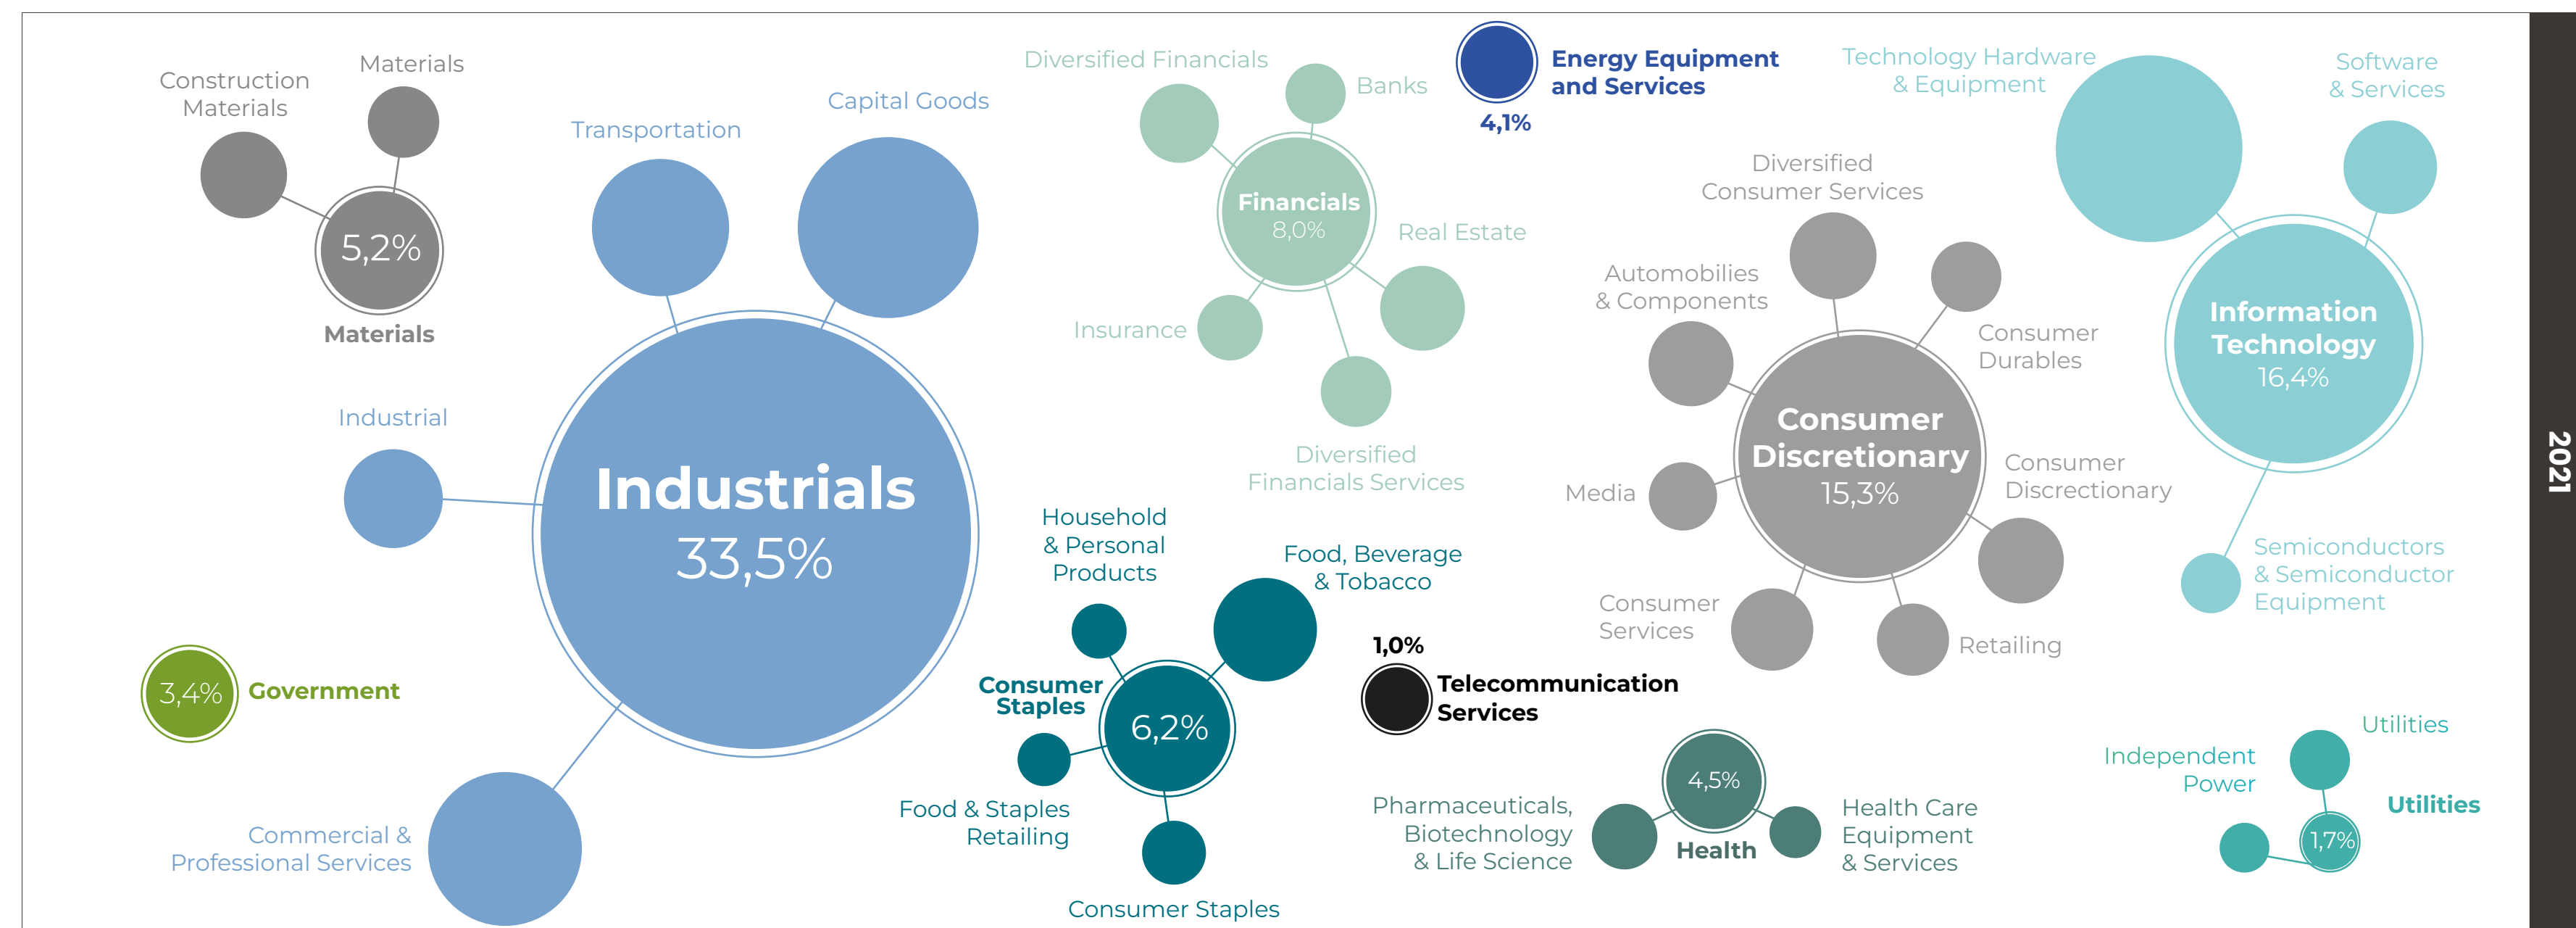 Construction
Materials
Materials
5,2%
Materials
Transportation
Capital Goods
Industrial
Industrials
33,5%
Commercial &
Professional Services
3,4%
Government
Diversified Financials
Banks
Financials
8,0%
Real Estate
Insurance
Diversified
Financials Services
Energy Equipment
and Services
4,1%
Household
& Personal
Products
Food, Beverage
& Tobacco
Consumer
Staples
6,2%
Food & Staples
Retailing
Consumer Staples
1,0%
Telecommunication
Services
Diversified
Consumer Services
Automobilies
& Components
Consumer
Durables
Consumer
Discretionary
15,3%
Media
Consumer
Discrectionary
Consumer
Services
Retailing
Technology Hardware
& Equipment
Software
& Services
Information
Technology
16,4%
Semiconductors
& Semiconductor
Equipment
4,5%
Health
Pharmaceuticals,
Biotechnology
& Life Science
Health Care
Equipment
& Services
Utilities
Independent
Power
Utilities
1,7%
2021